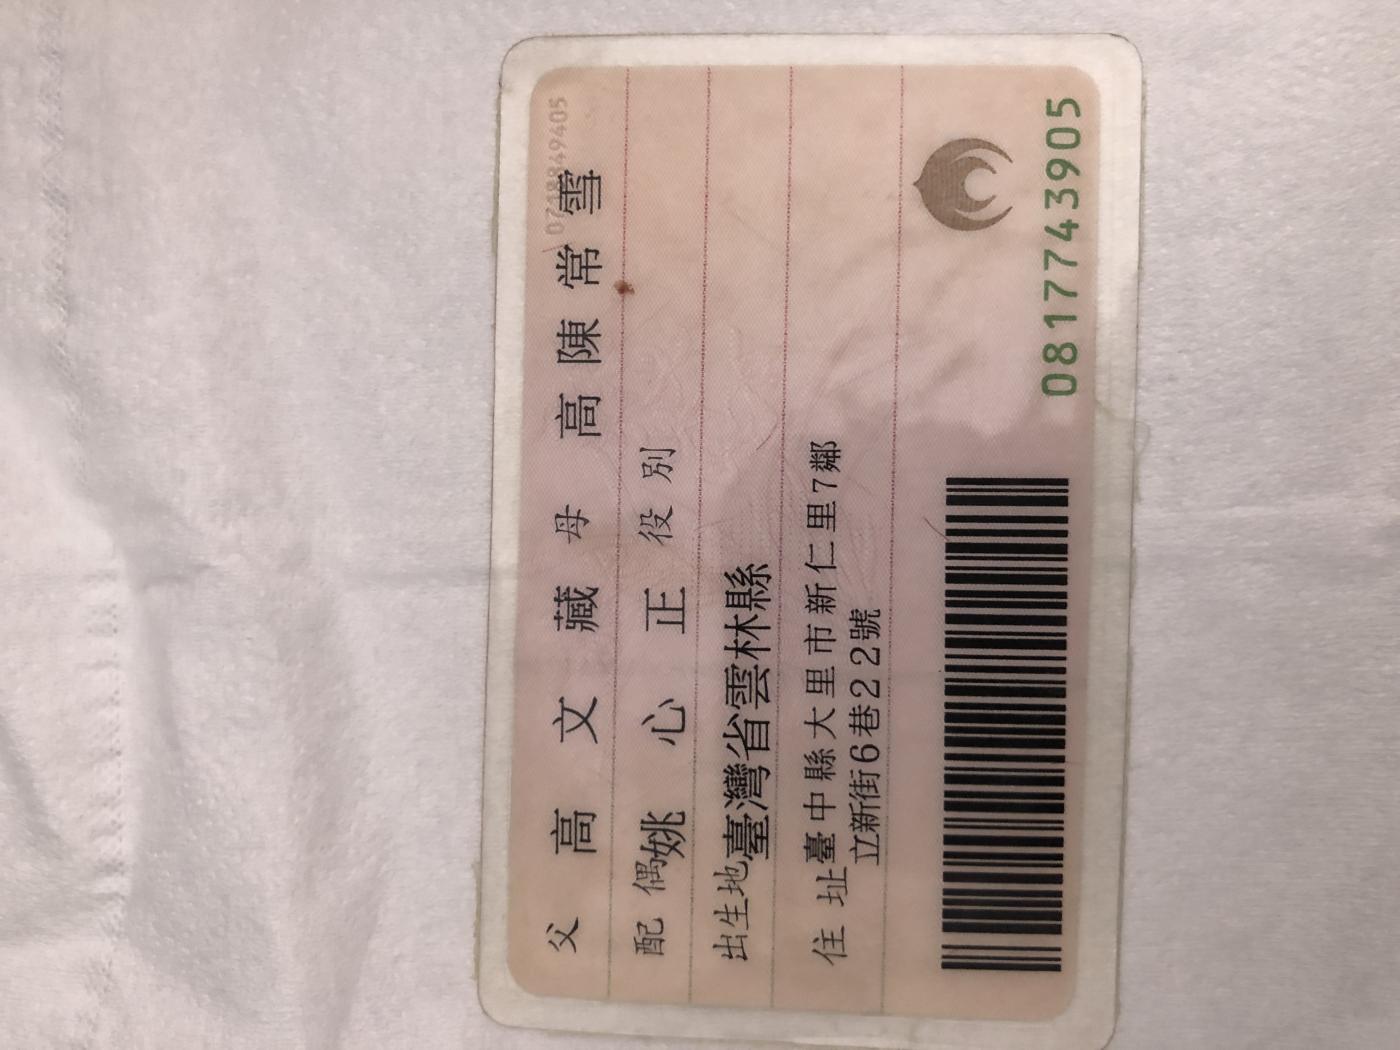 0718849405
父 高 文 藏 母 高 陳 常 雪
配偶 姚 心 正 役別
出生地 臺灣省雲林縣
住址 臺中縣大里市新仁里7鄰
立新街6巷22號
0817743905